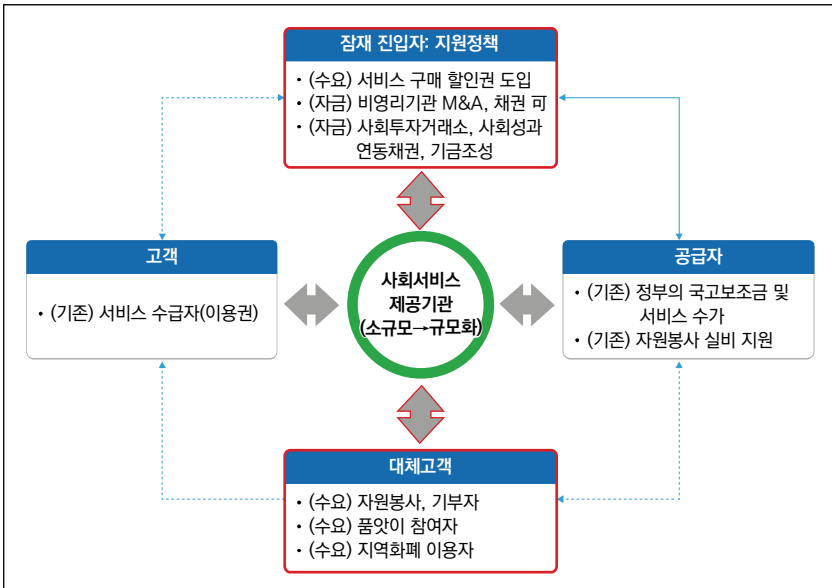 잠재 진입자: 지원정책
• (수요) 서비스 구매 할인권 도입
• (자금) 비영리기관 M&A, 채권 可
• (자금) 사회투자거래소, 사회성과
연동채권, 기금조성
고객
• (기존) 서비스 수급자(이용권)
사회서비스
제공기관
(소규모→규모화)
공급자
• (기존) 정부의 국고보조금 및
서비스 수가
• (기존) 자원봉사 실비 지원
대체고객
• (수요) 자원봉사, 기부자
• (수요) 품앗이 참여자
• (수요) 지역화폐 이용자